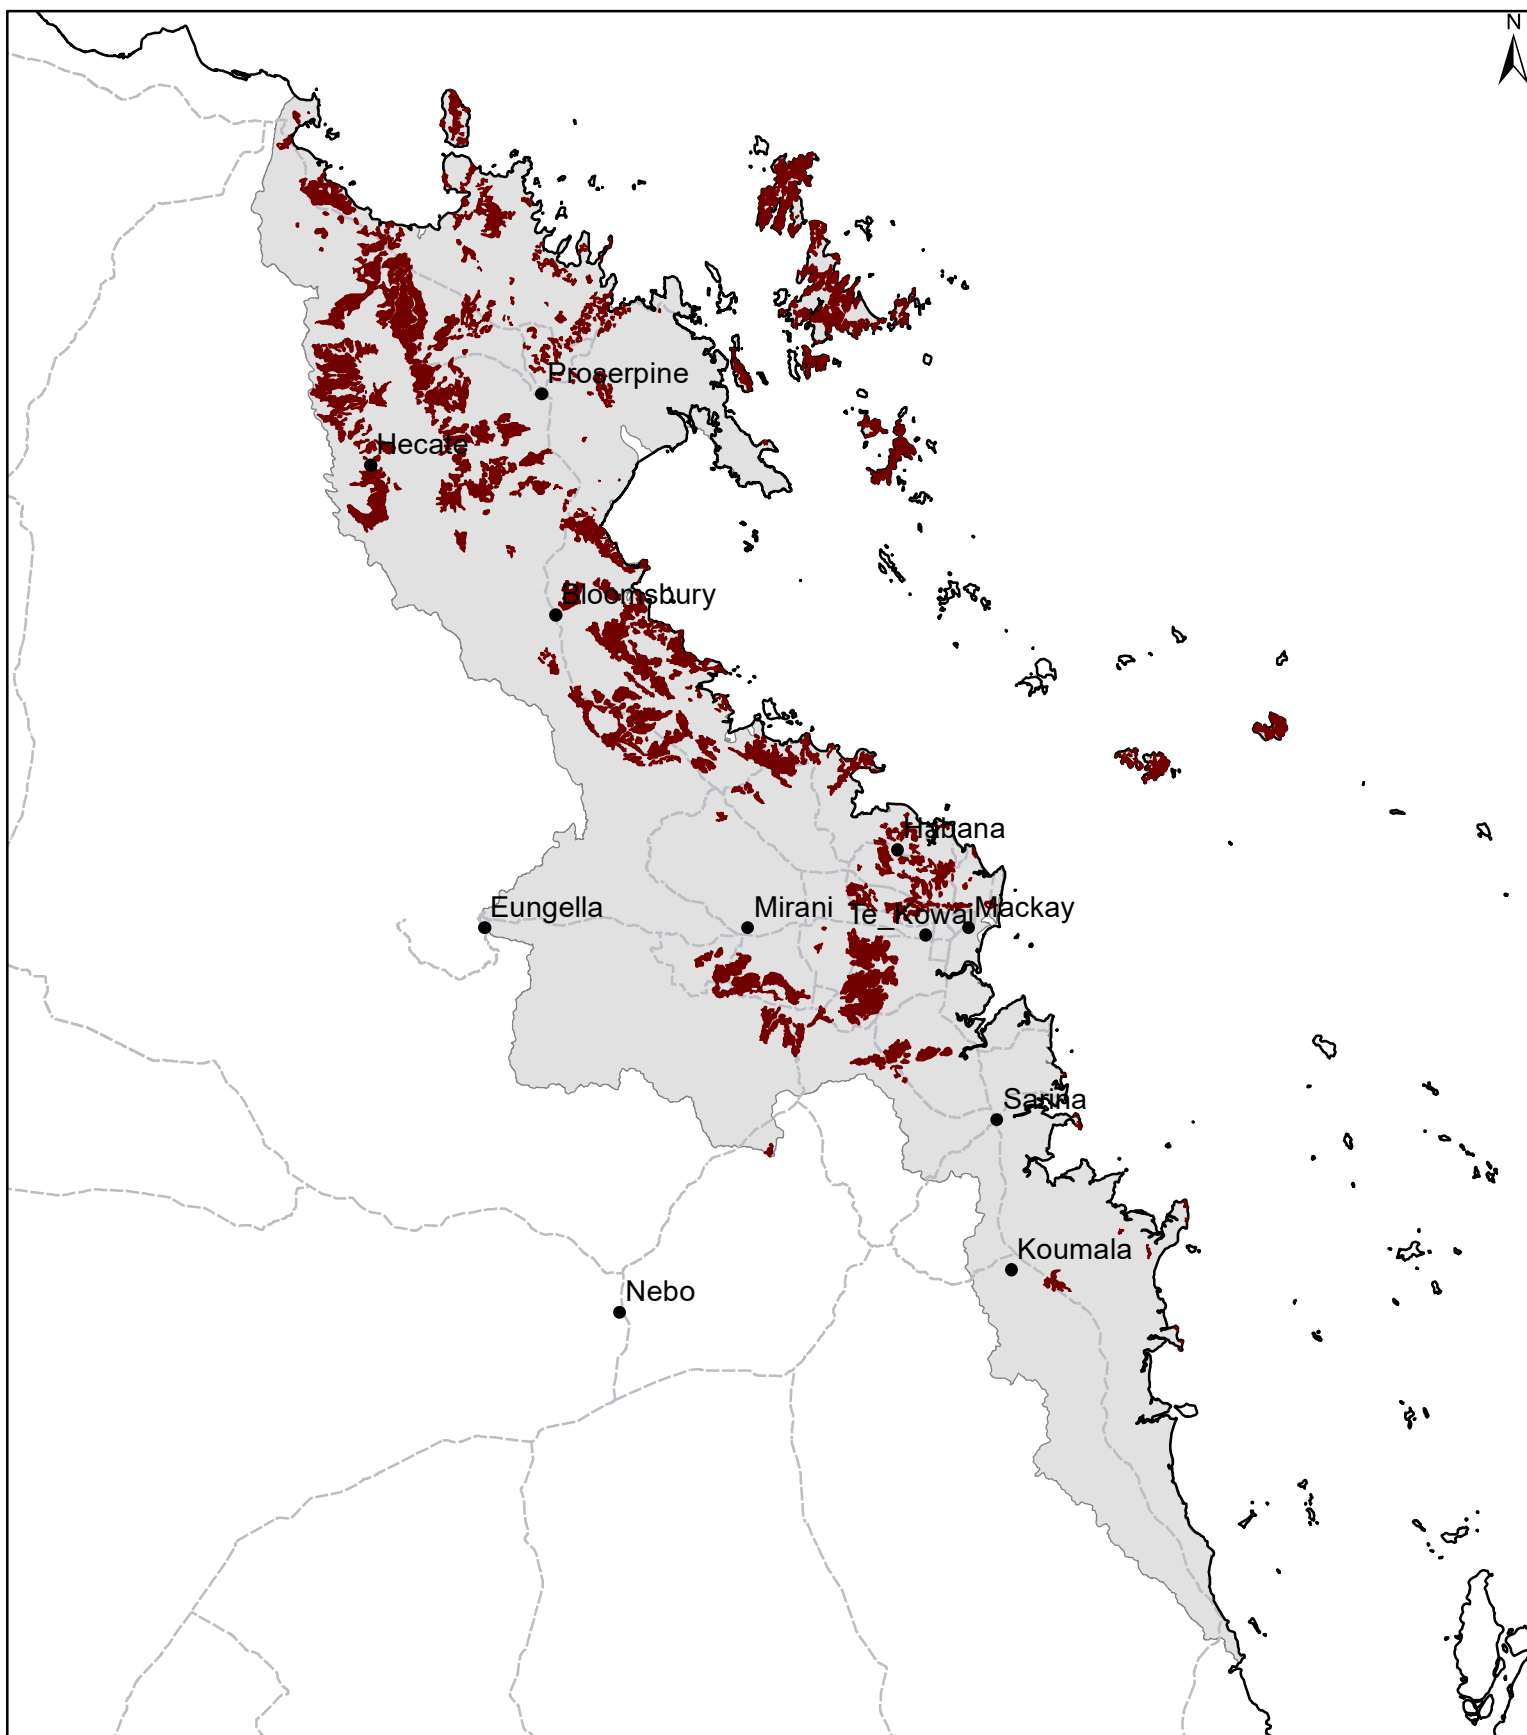 N
Proserpine
Hecate
Bloomsbury
Habana
Eungella
Mirani
Te_Kowai
Mackay
Sarina
Koumala
Nebo